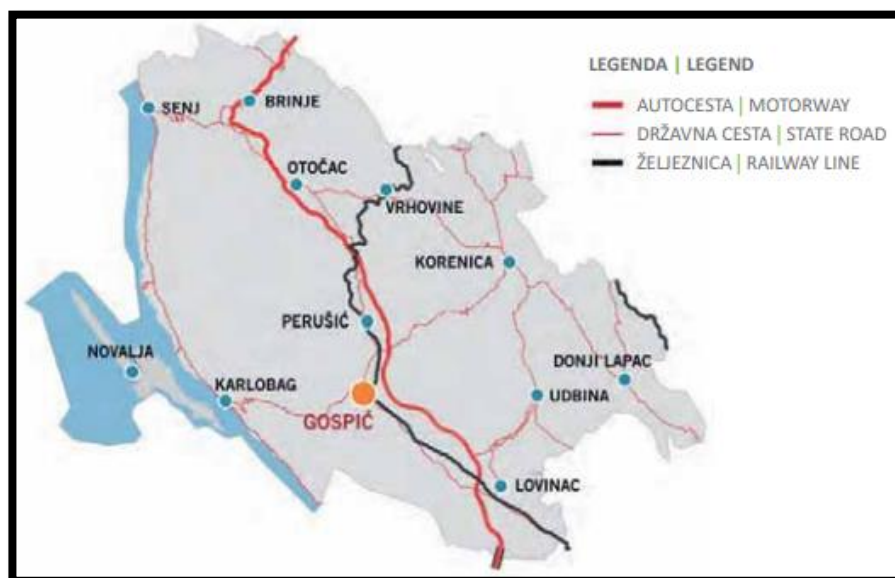 LEGENDA | LEGEND
AUTOCESTA | MOTORWAY
DRŽAVNA CESTA | STATE ROAD
ŽELJEZNICA | RAILWAY LINE
SENJ
BRINJE
OTOČAC
VRHOVINE
KORENICA
PERUŠIĆ
NOVALJA
KARLOBAG
GOSPIĆ
DONJI LAPAC
UDBINA
LOVINAC